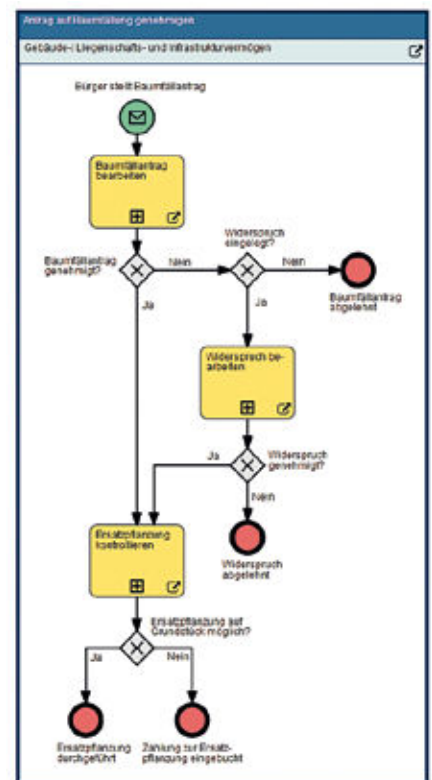 Antrag auf Baumfällung genehmigen
Gebäude-, Liegenschafts- und Infrastrukturvermögen
Bürger stellt Baumfällantrag
Baumfällantrag
bearbeiten
Widerspruch
eingelegt?
Baumfällantrag
genehmigt?
Nein
Nein
Baumfällantrag
abgelehnt
Ja
Ja
Widerspruch be-
arbeiten
Ja
Widerspruch
genehmigt?
Nein
Ersatzpflanzung
kontrollieren
Widerspruch
abgelehnt
Ersatzpflanzung auf
Grundstück möglich?
Ja
Nein
Ersatzpflanzung
durchgeführt
Zahlung zur Ersatz-
pflanzung eingebucht